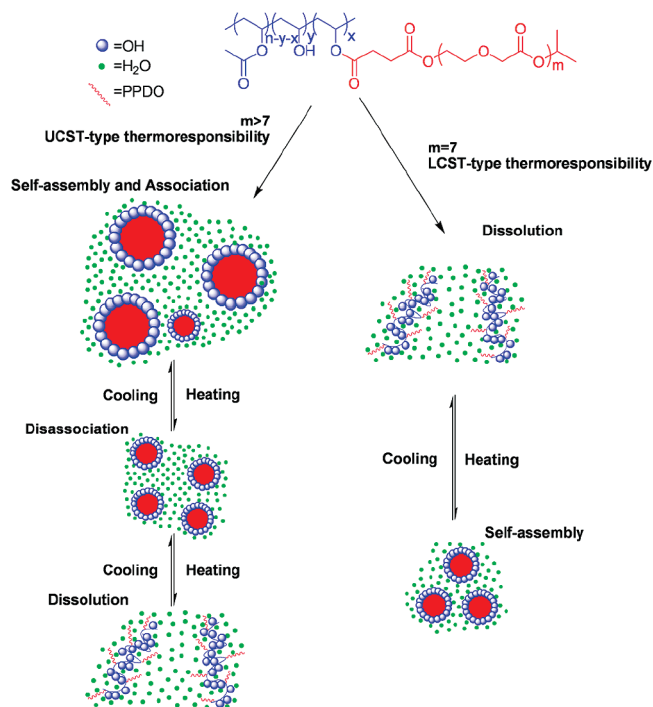 n-y-x
y
x
O
OH
O
O
O
O
O
O
O
O
m
=OH
=H₂O
=PPDO
m>7
UCST-type thermoresponsibility
m=7
LCST-type thermoresponsibility
Self-assembly and Association
Dissolution
Cooling
Heating
Disassociation
Cooling
Heating
Cooling
Heating
Self-assembly
Dissolution